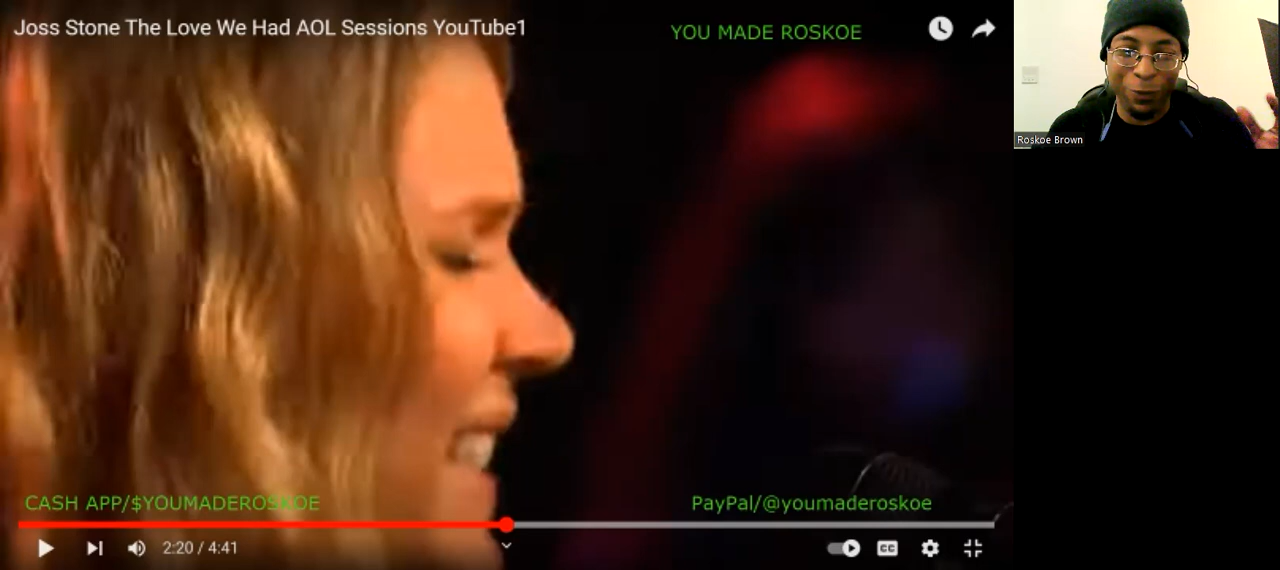 Joss Stone The Love We Had AOL Sessions YouTube1
YOU MADE ROSKOE
Roskoe Brown
CASH APP/$YOUMADEROSKOE
PayPal/@youmaderoskoe
2:20 / 4:41
CC